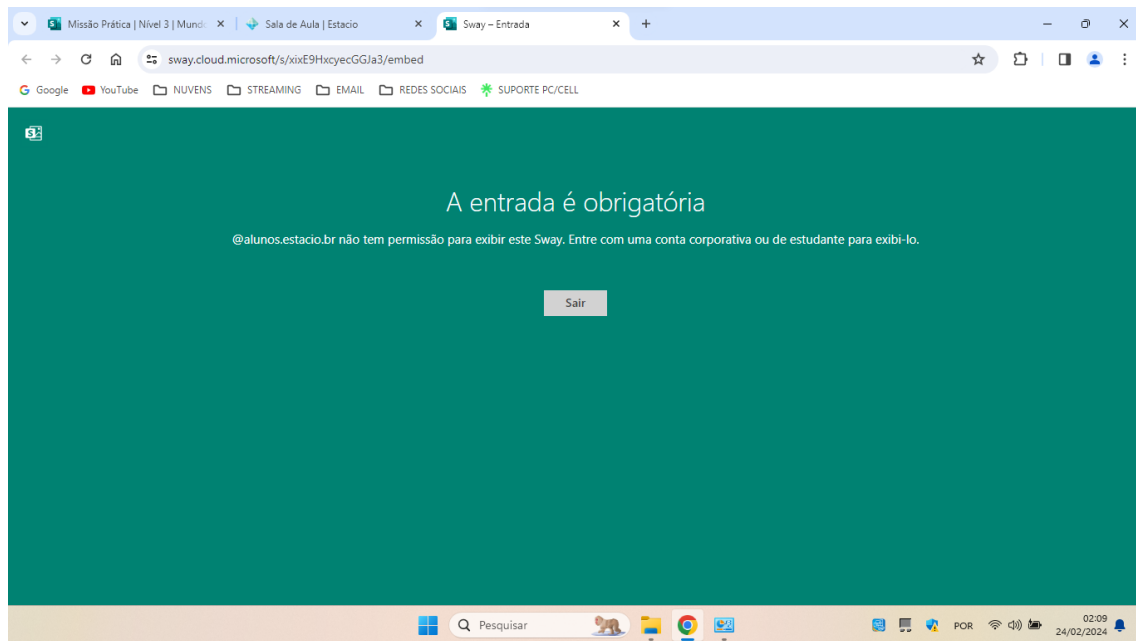 Missão Prática | Nível 3 | Mund
Sala de Aula | Estacio
Sway – Entrada
sway.cloud.microsoft/s/xixE9HxcyecGGJa3/embed
Google YouTube NUVENS STREAMING EMAIL REDES SOCIAIS SUPORTE PC/CELL
A entrada é obrigatória
@alunos.estacio.br não tem permissão para exibir este Sway. Entre com uma conta corporativa ou de estudante para exibi-lo.
Sair
Pesquisar
POR
02:09
24/02/2024